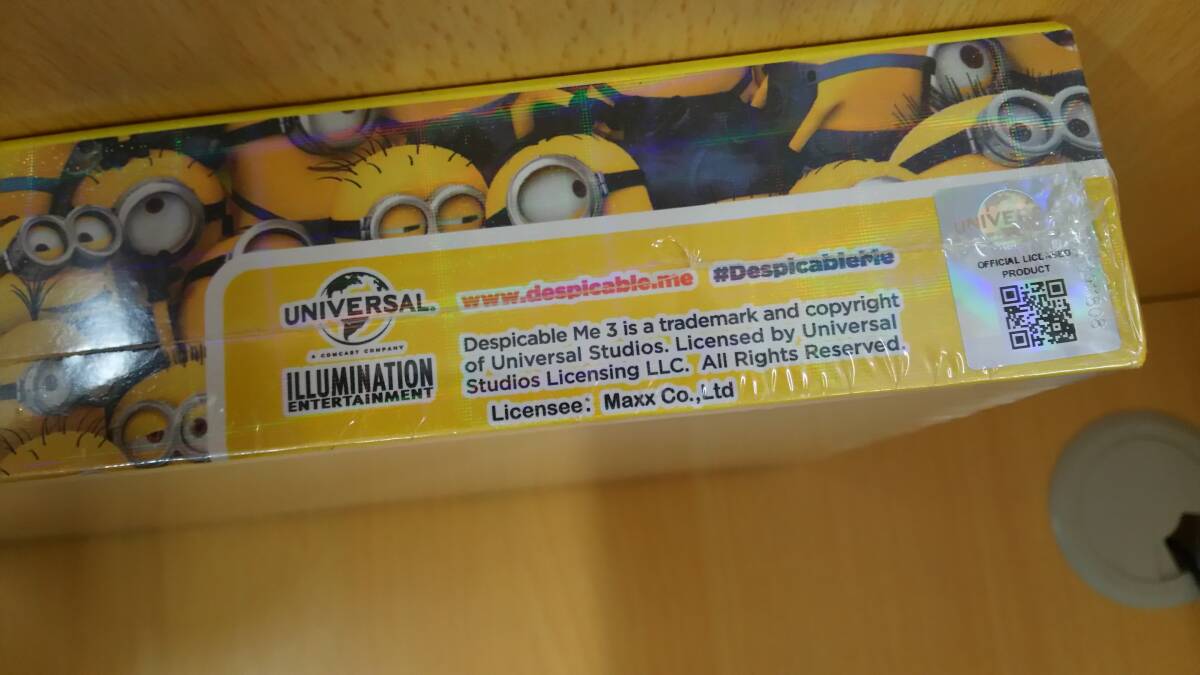 UNIVERSAL
A COMCAST COMPANY
ILLUMINATION
ENTERTAINMENT
www.despicable.me #DespicableMe
Despicable Me 3 is a trademark and copyright
of Universal Studios. Licensed by Universal
Studios Licensing LLC. All Rights Reserved.
Licensee: Maxx Co.,Ltd
UNIVERSAL
OFFICIAL LICENSED
PRODUCT